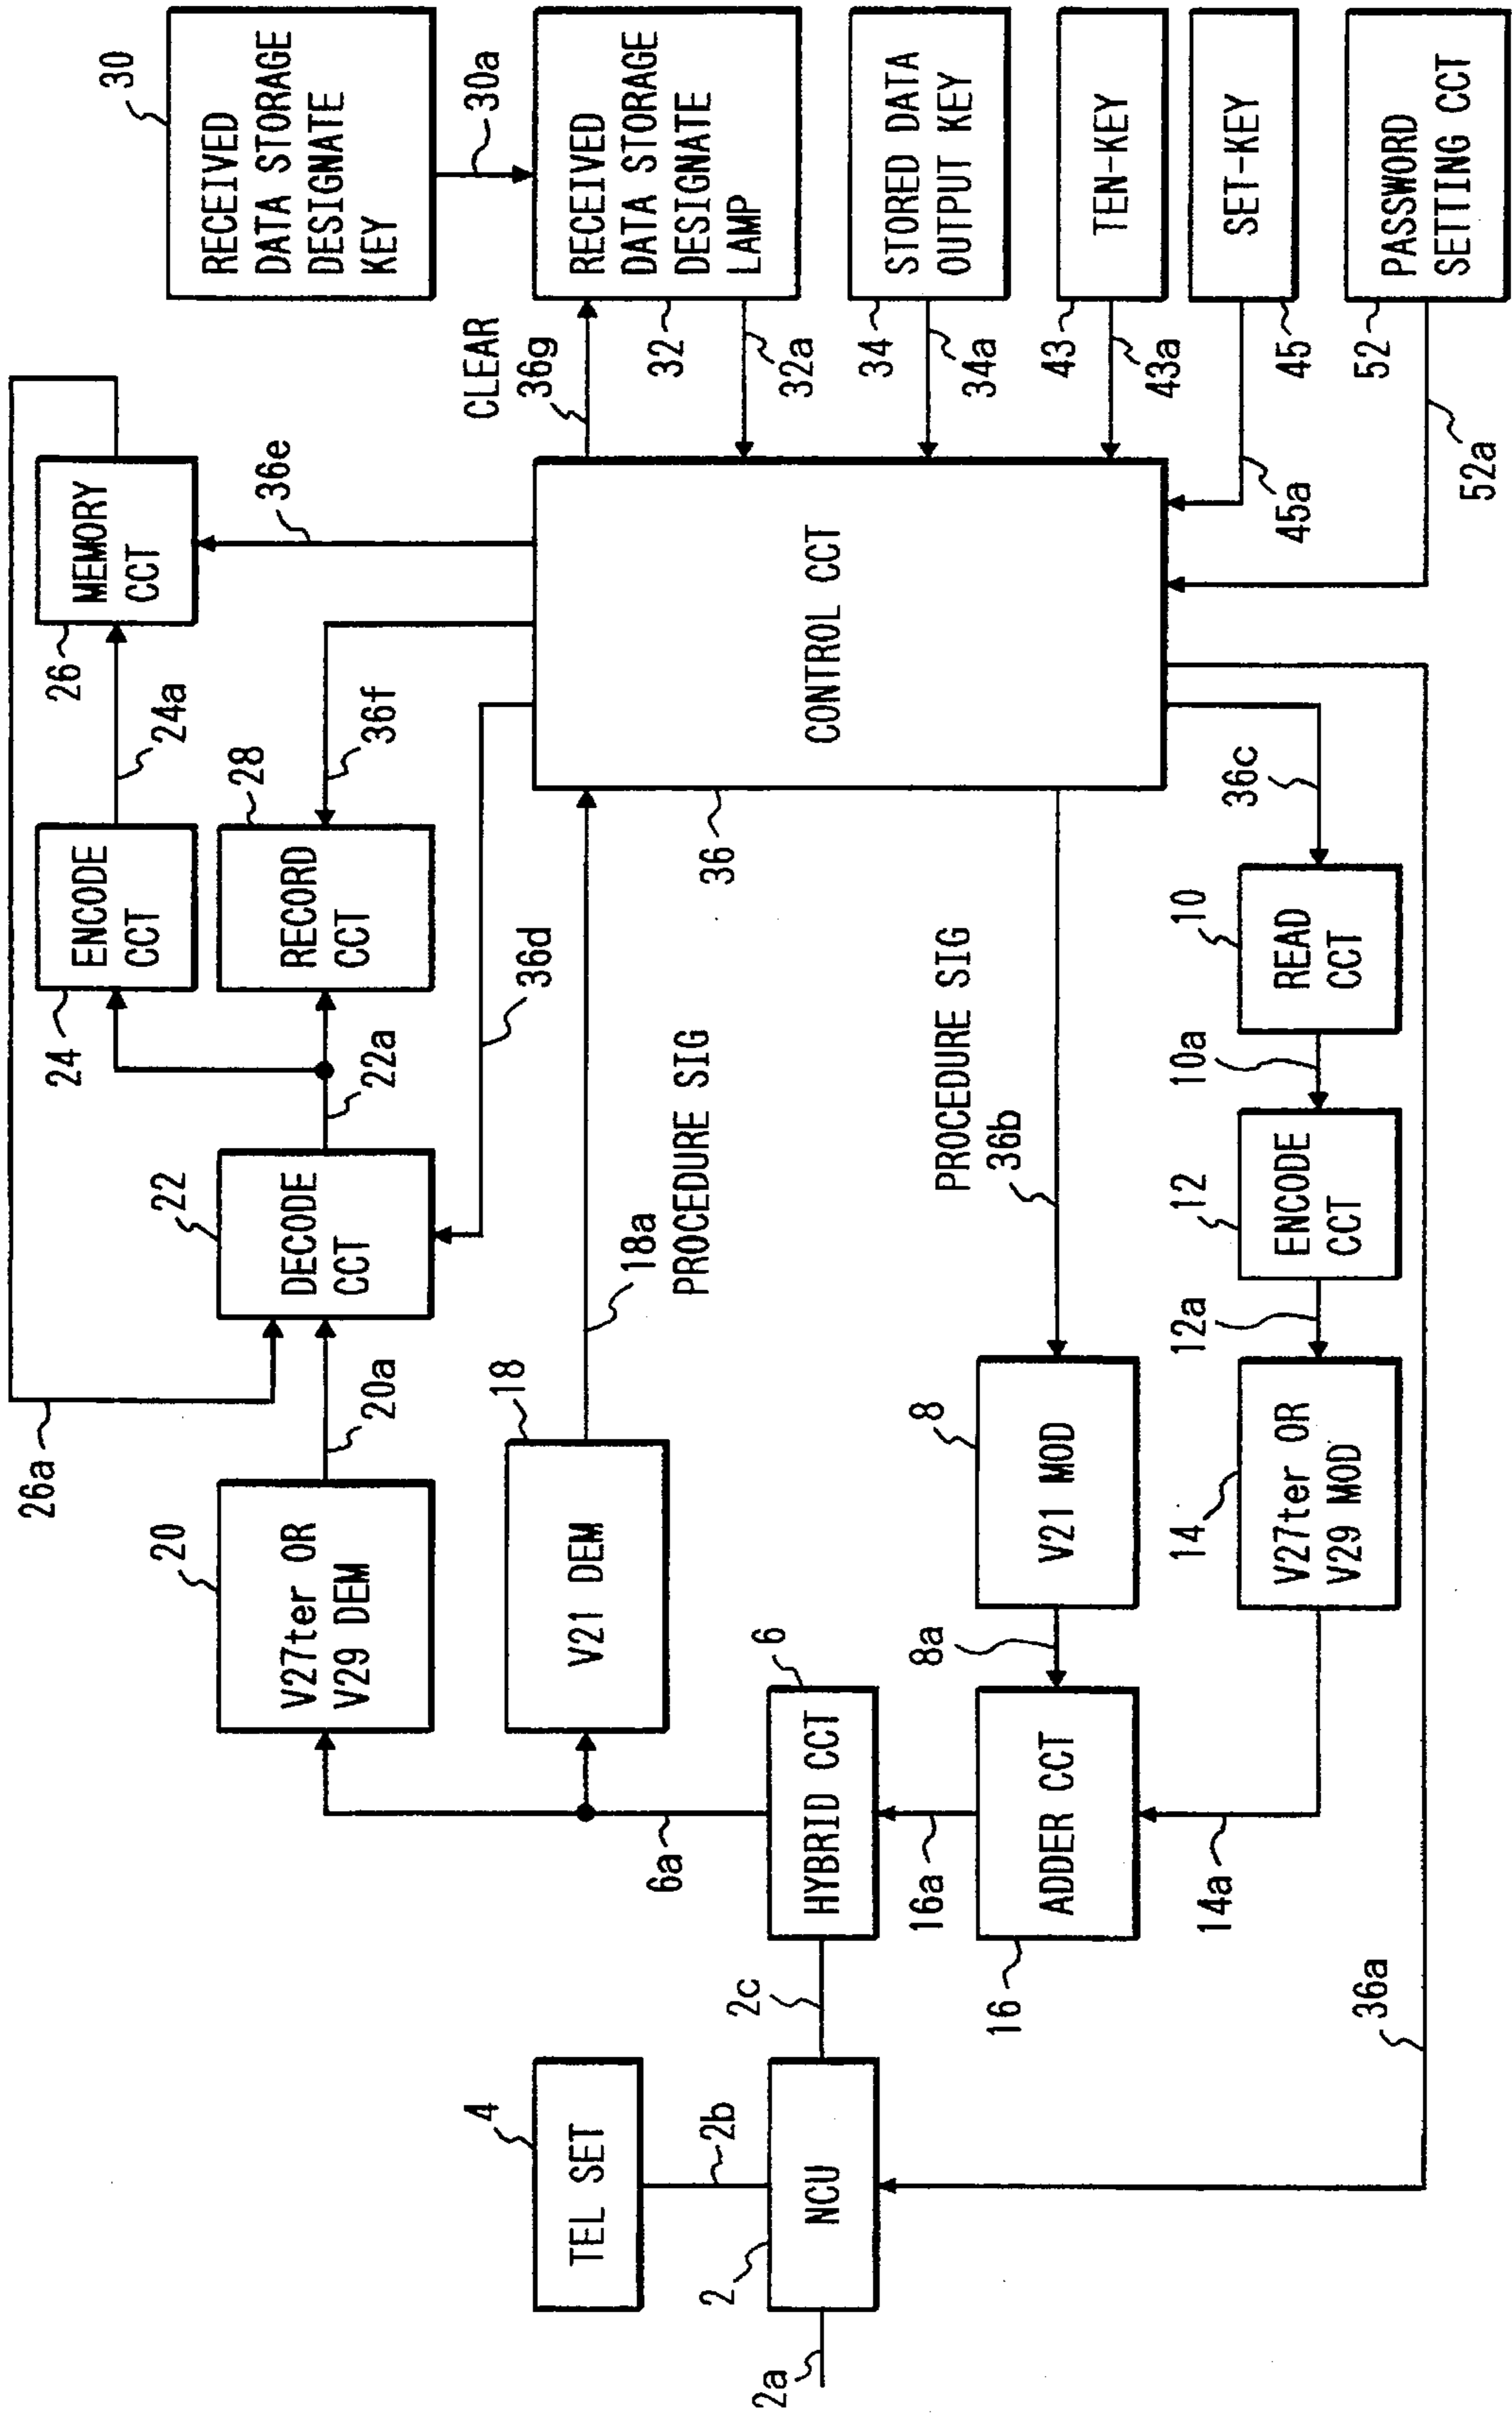 26a
26
MEMORY
CCT
24
ENCODE
CCT
24a
36e
30
RECEIVED
DATA STORAGE
DESIGNATE
KEY
30a
20
V27ter OR
V29 DEM
20a
22
DECODE
CCT
22a
28
RECORD
CCT
36f
36d
CLEAR
36g
RECEIVED
DATA STORAGE
DESIGNATE
LAMP
32
32a
4
TEL SET
2b
18
V21 DEM
18a
PROCEDURE SIG
36
CONTROL CCT
34
STORED DATA
OUTPUT KEY
34a
2a
2
NCU
2c
6
HYBRID CCT
6a
16a
16
ADDER CCT
8a
8
V21 MOD
PROCEDURE SIG
36b
43
TEN-KEY
43a
45
SET-KEY
45a
14a
14
V27ter OR
V29 MOD
12a
12
ENCODE
CCT
10a
10
READ
CCT
36c
36a
52
PASSWORD
SETTING CCT
52a